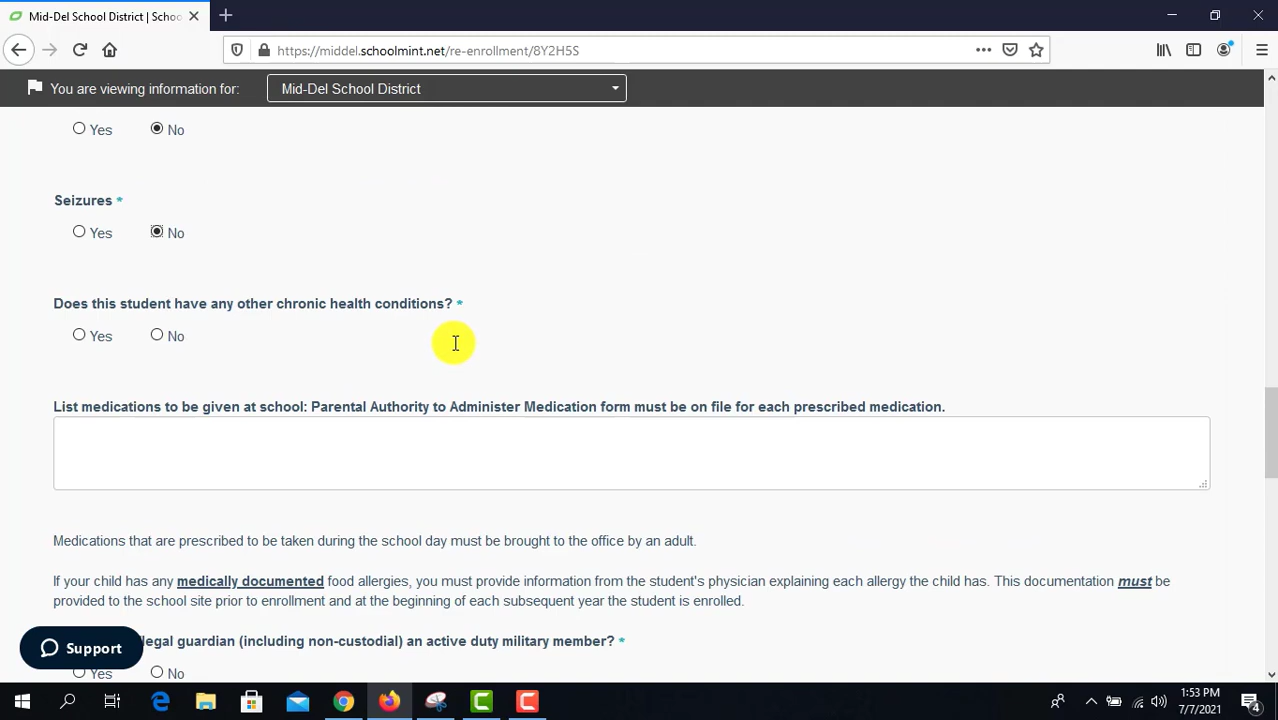 Mid-Del School District | Schoo
https://middel.schoolmint.net/re-enrollment/8Y2H5S
You are viewing information for:
Mid-Del School District
Yes
No
Seizures *
Yes
No
Does this student have any other chronic health conditions? *
Yes
No
List medications to be given at school: Parental Authority to Administer Medication form must be on file for each prescribed medication.
Medications that are prescribed to be taken during the school day must be brought to the office by an adult.
If your child has any medically documented food allergies, you must provide information from the student's physician explaining each allergy the child has. This documentation must be
provided to the school site prior to enrollment and at the beginning of each subsequent year the student is enrolled.
legal guardian (including non-custodial) an active duty military member? *
Support
Yes
No
1:53 PM
7/7/2021
4